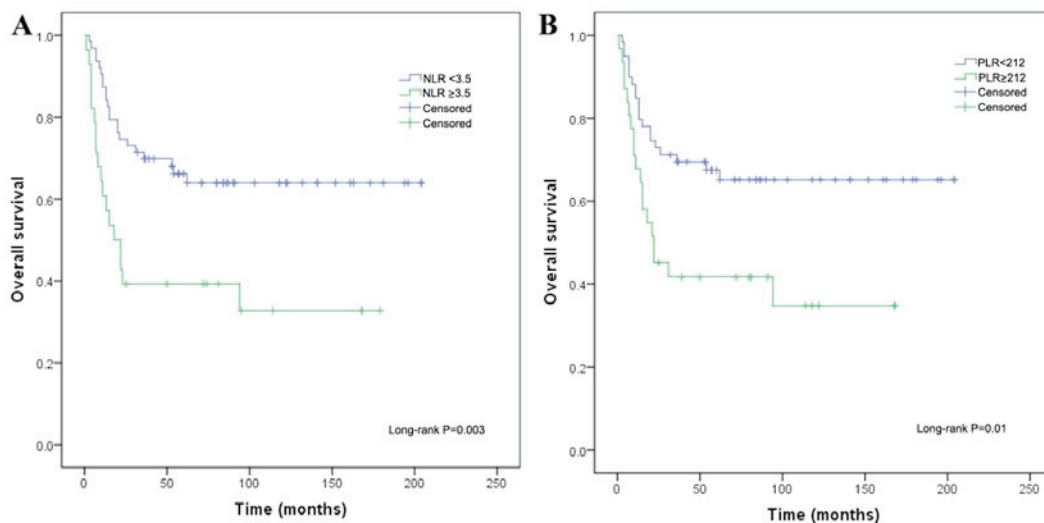 A
1.0
0.8
0.6
0.4
0.2
0.0
Overall survival
NLR <3.5
NLR ≥3.5
Censored
Censored
Long-rank P=0.003
0
50
100
150
200
250
Time (months)
B
1.0
0.8
0.6
0.4
0.2
0.0
Overall survival
PLR<212
PLR≥212
Censored
Censored
Long-rank P=0.01
0
50
100
150
200
250
Time (months)